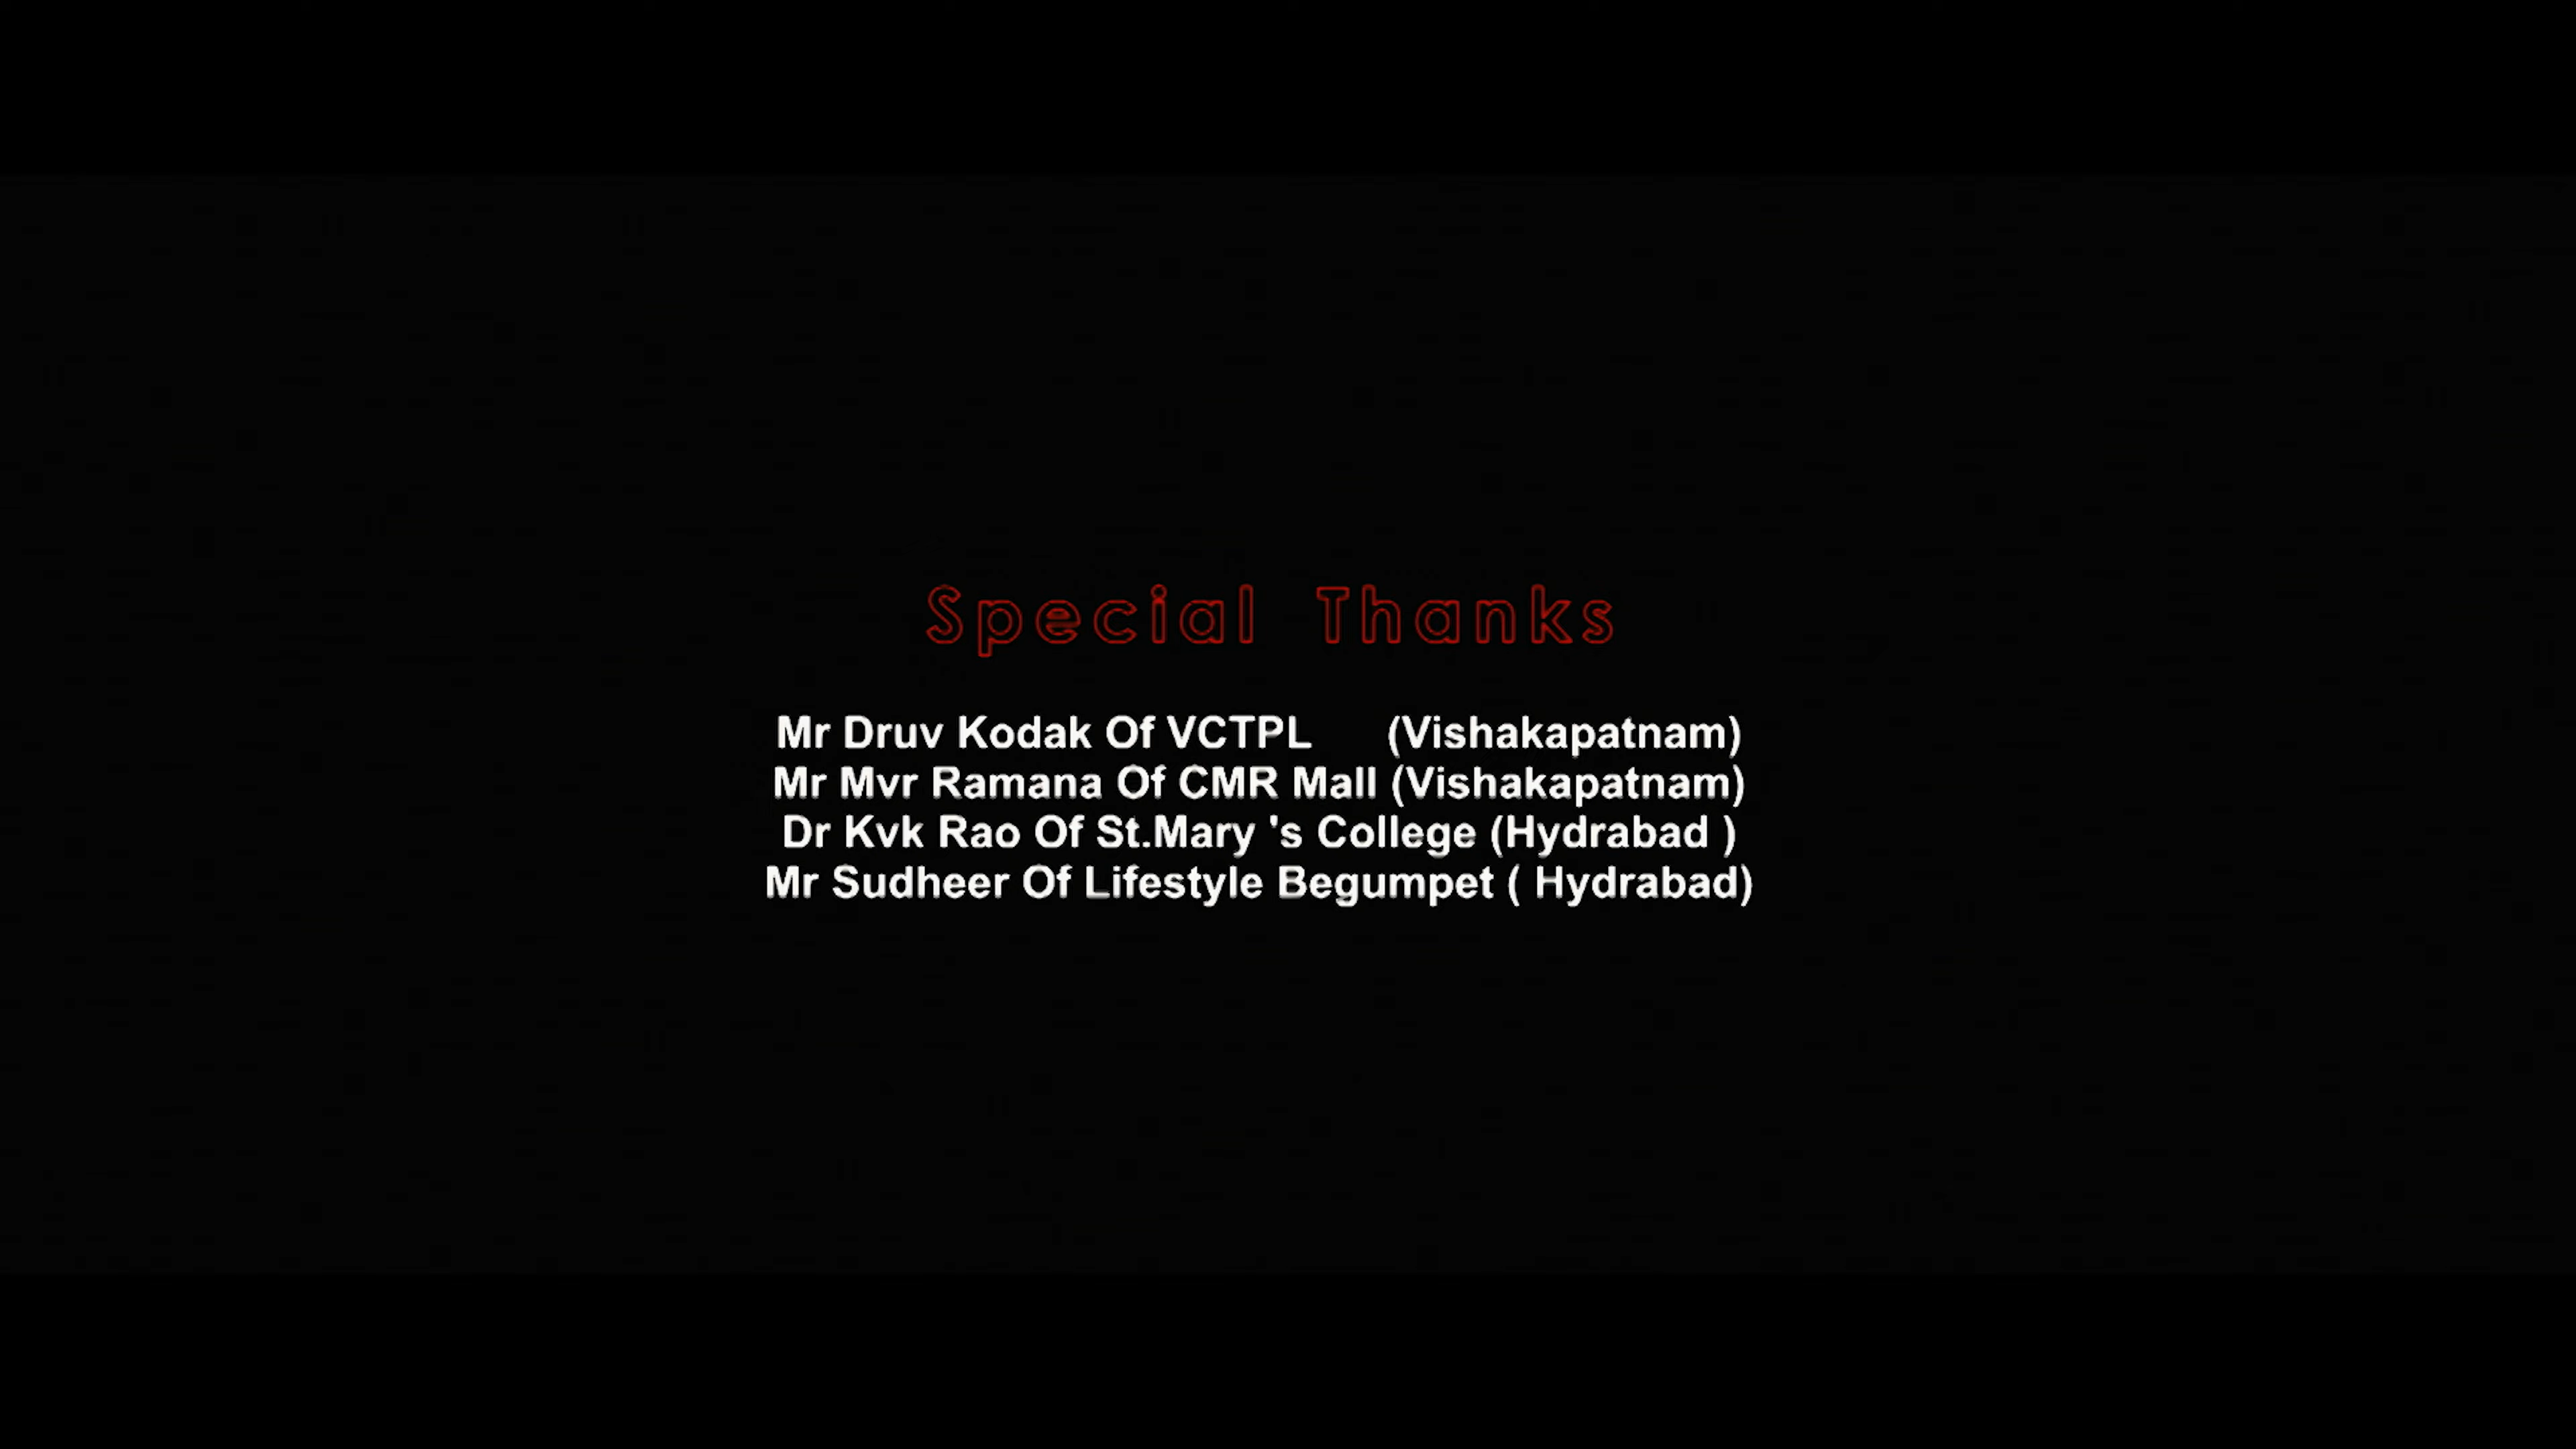 Special Thanks
Mr Druv Kodak Of VCTPL (Vishakapatnam)
Mr Mvr Ramana Of CMR Mall (Vishakapatnam)
Dr Kvk Rao Of St.Mary 's College (Hydrabad )
Mr Sudheer Of Lifestyle Begumpet ( Hydrabad)